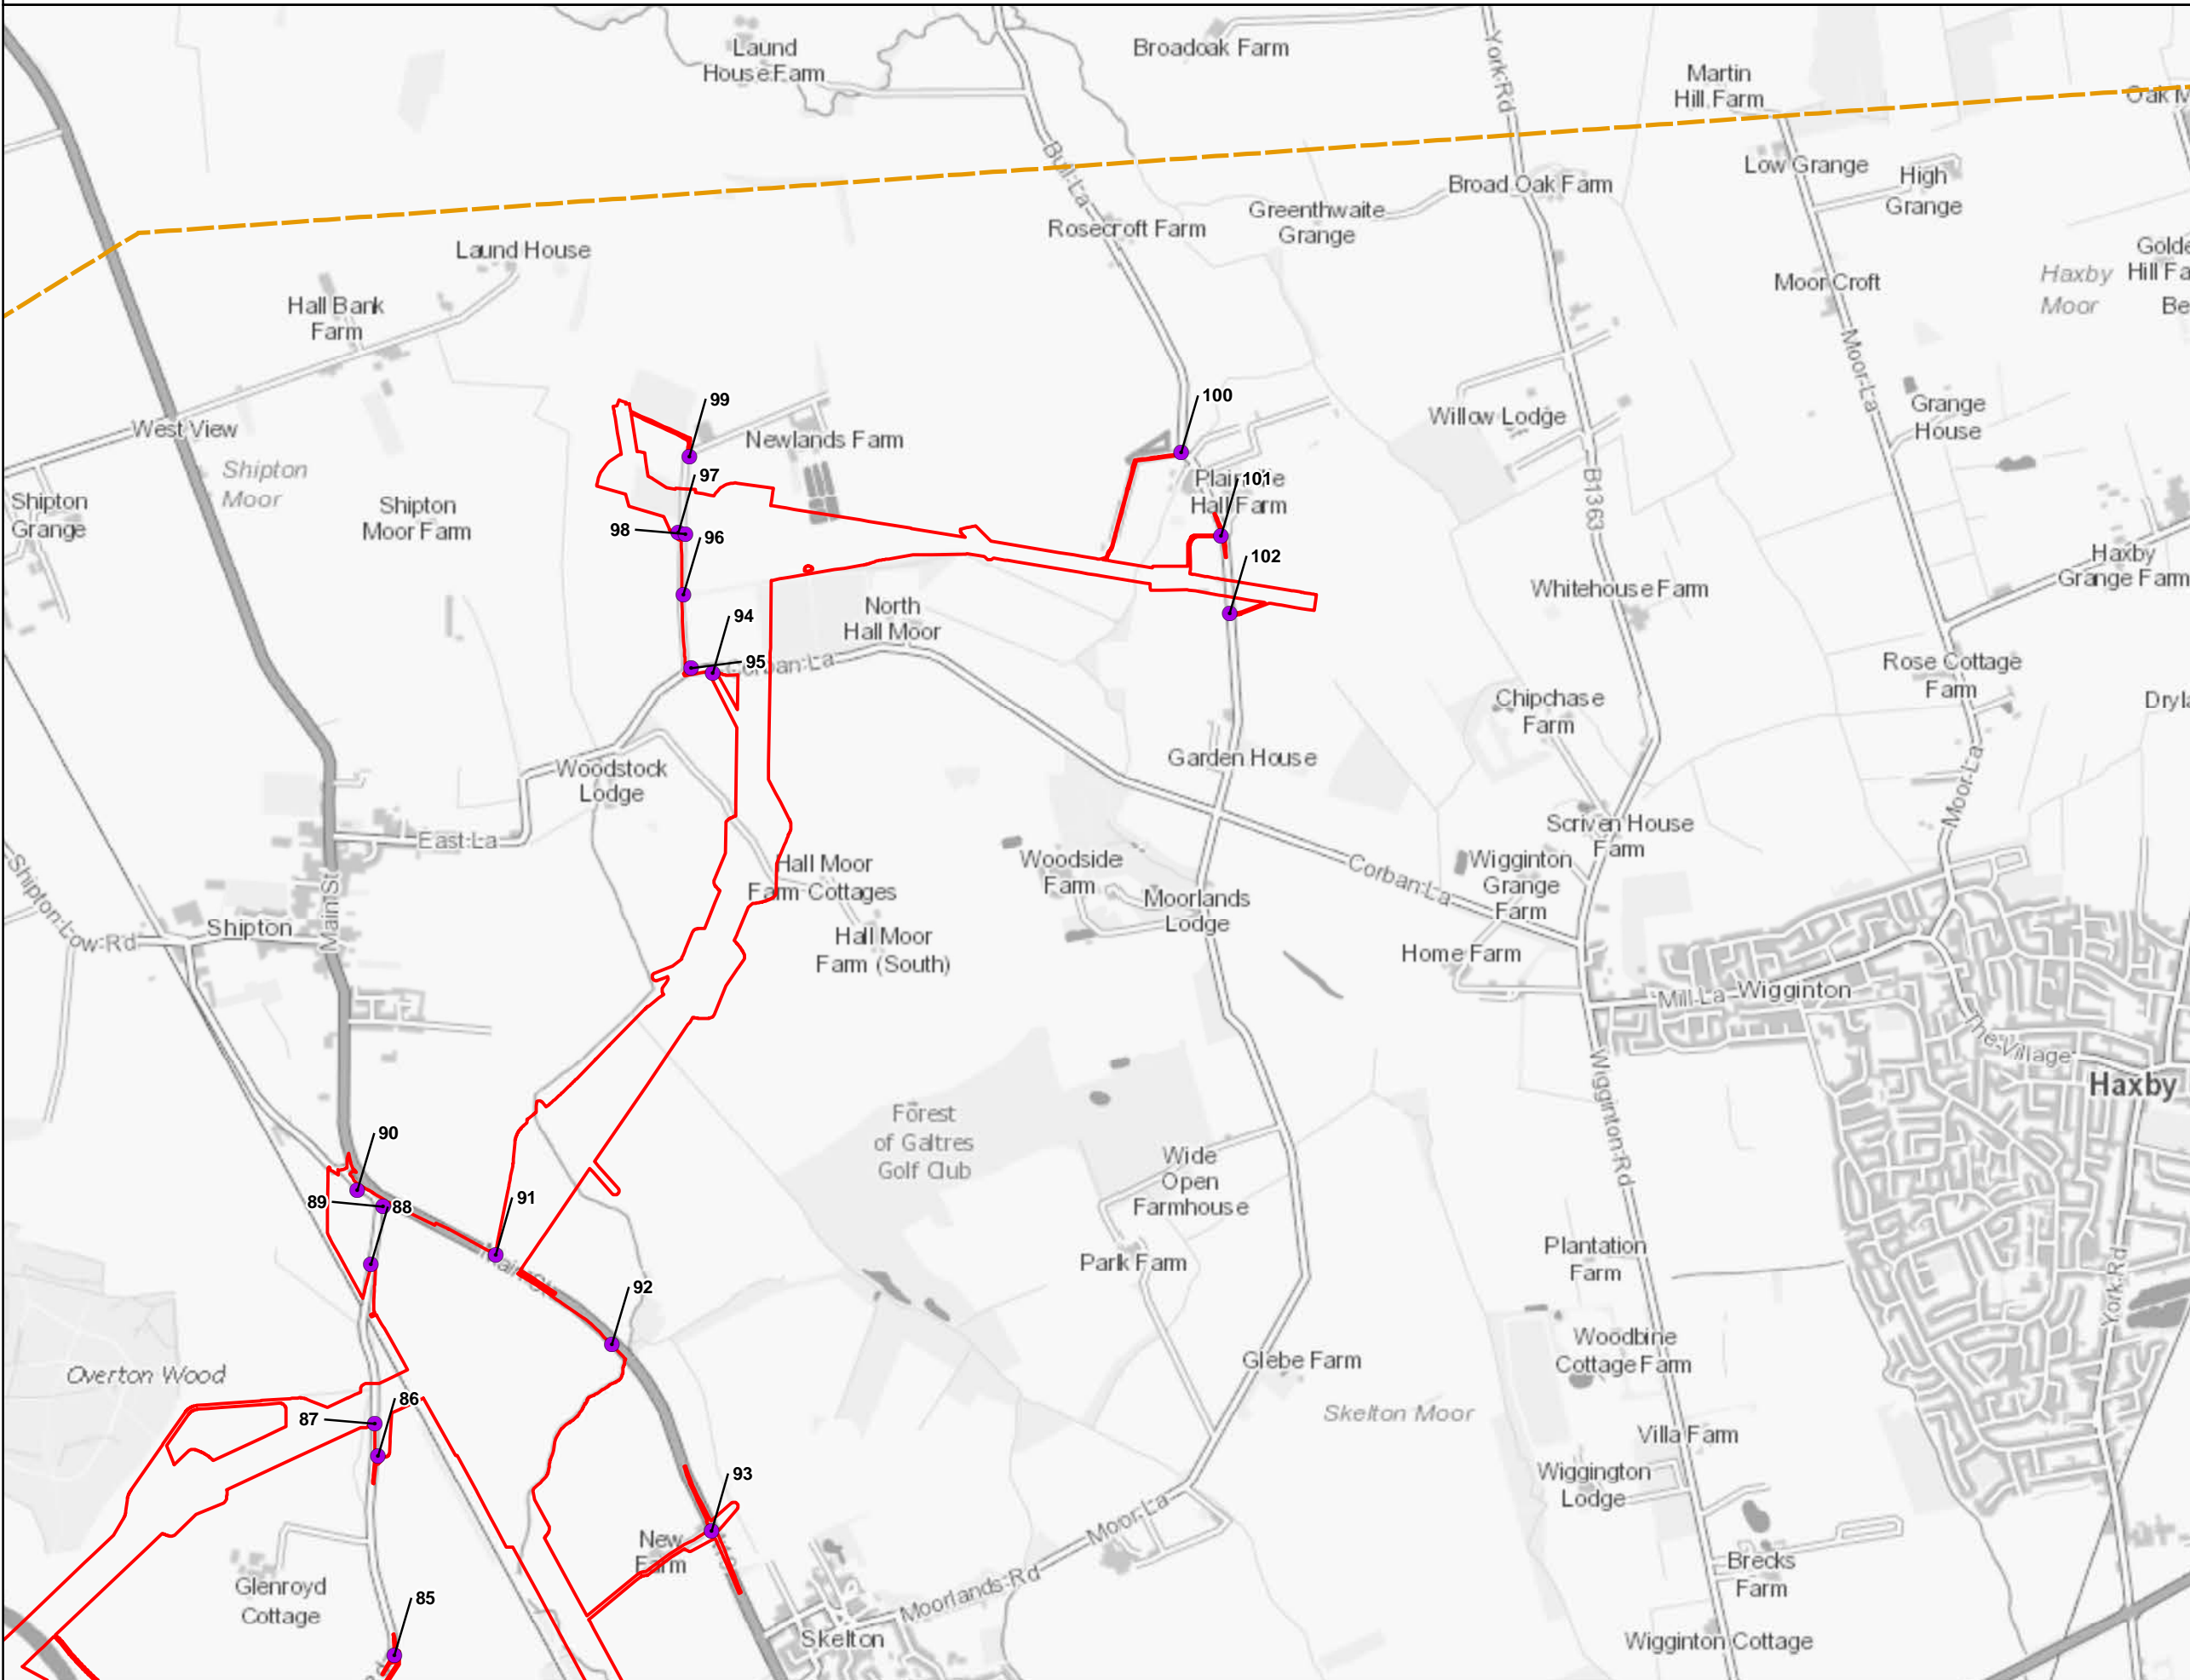 Laund
House Farm
Broadoak Farm
York Rd
Martin
Hill Farm
Bull La
Low Grange
High
Grange
Broad Oak Farm
Greenthwaite
Grange
Rosecroft Farm
Laund House
Hall Bank
Farm
Moor Croft
Haxby
Moor
Moor La
99
100
Grange
House
Willow Lodge
West View
Newlands Farm
Shipton
Moor
97
101
Hall Farm
Shipton
Grange
Shipton
Moor Farm
B1363
98
96
102
Haxby
Grange Farm
Whitehouse Farm
North
Hall Moor
94
95
Corban La
Rose Cottage
Farm
Chipchase
Farm
Garden House
Woodstock
Lodge
Moor La
Scriven House
Farm
East La
Hall Moor
Farm Cottages
Woodside
Farm
Corban La
Wigginton
Grange
Farm
Moorlands
Lodge
Shipton Low Rd
Main St
Shipton
Hall Moor
Farm (South)
Home Farm
Mill La
Wigginton
The Village
Haxby
Wigginton Rd
Forest
of Galtres
Golf Club
90
Wide
Open
Farmhouse
89
88
91
Main St
Park Farm
Plantation
Farm
York Rd
92
Woodbine
Cottage Farm
Glebe Farm
Overton Wood
86
87
Skelton Moor
Villa Farm
93
Wiggington
Lodge
Moor La
New
Farm
Brecks
Farm
Glenroyd
Cottage
Moorlands Rd
85
Skelton
Wigginton Cottage